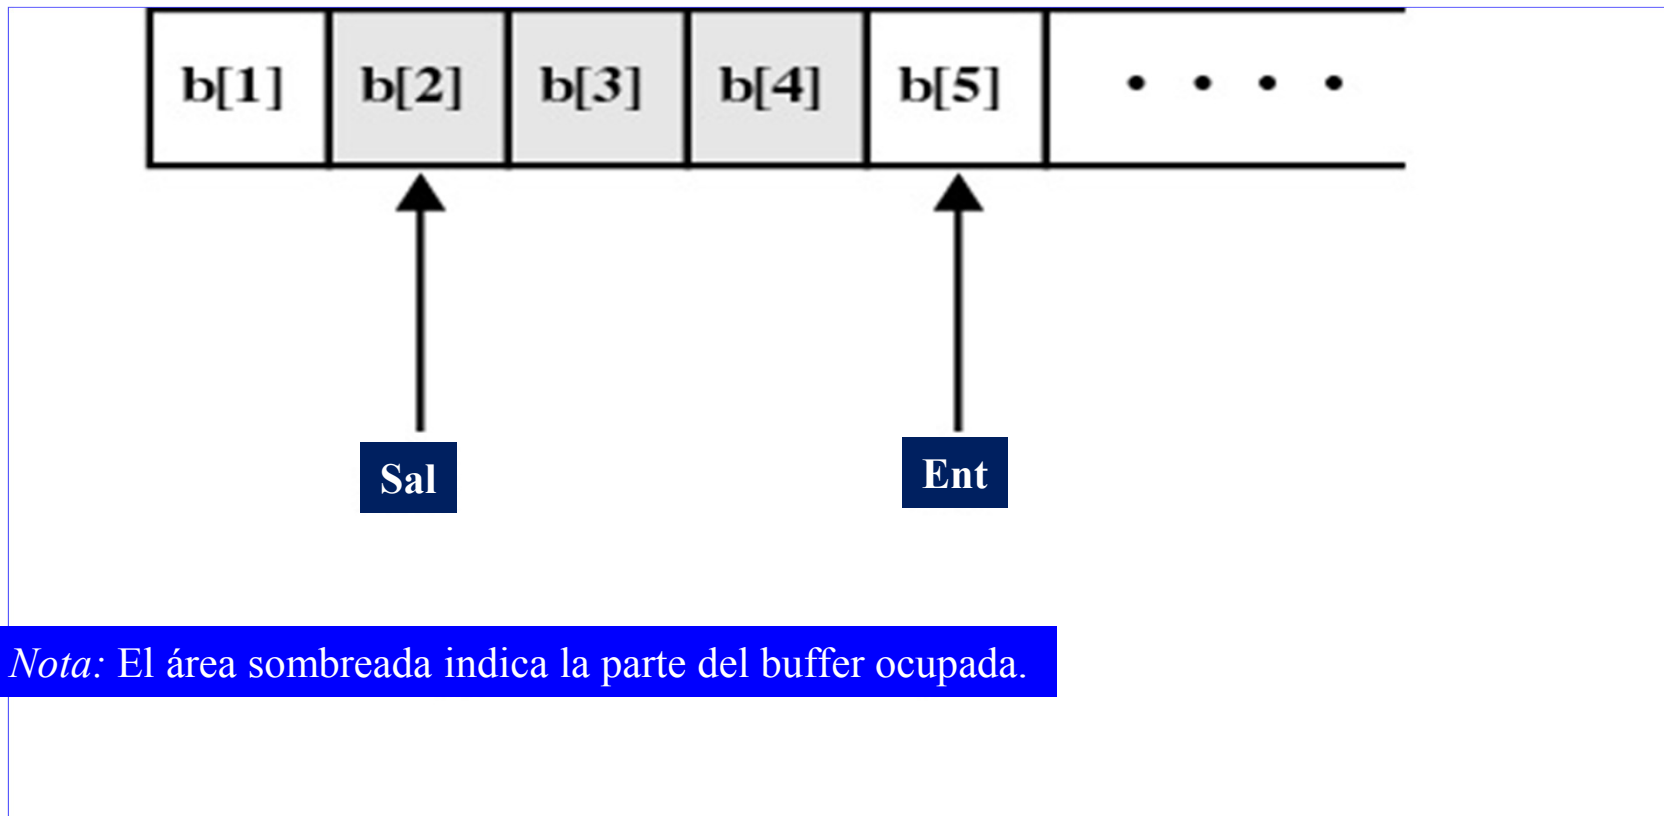 b[1] b[2] b[3] b[4] b[5] • • • •
Sal Ent
Nota: El área sombreada indica la parte del buffer ocupada.